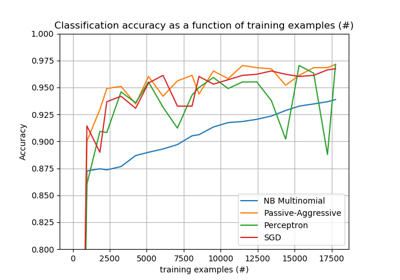 Classification accuracy as a function of training examples (#)
1.000
0.975
0.950
0.925
0.900
0.875
0.850
0.825
0.800
Accuracy
NB Multinomial
Passive-Aggressive
Perceptron
SGD
0 2500 5000 7500 10000 12500 15000 17500
training examples (#)